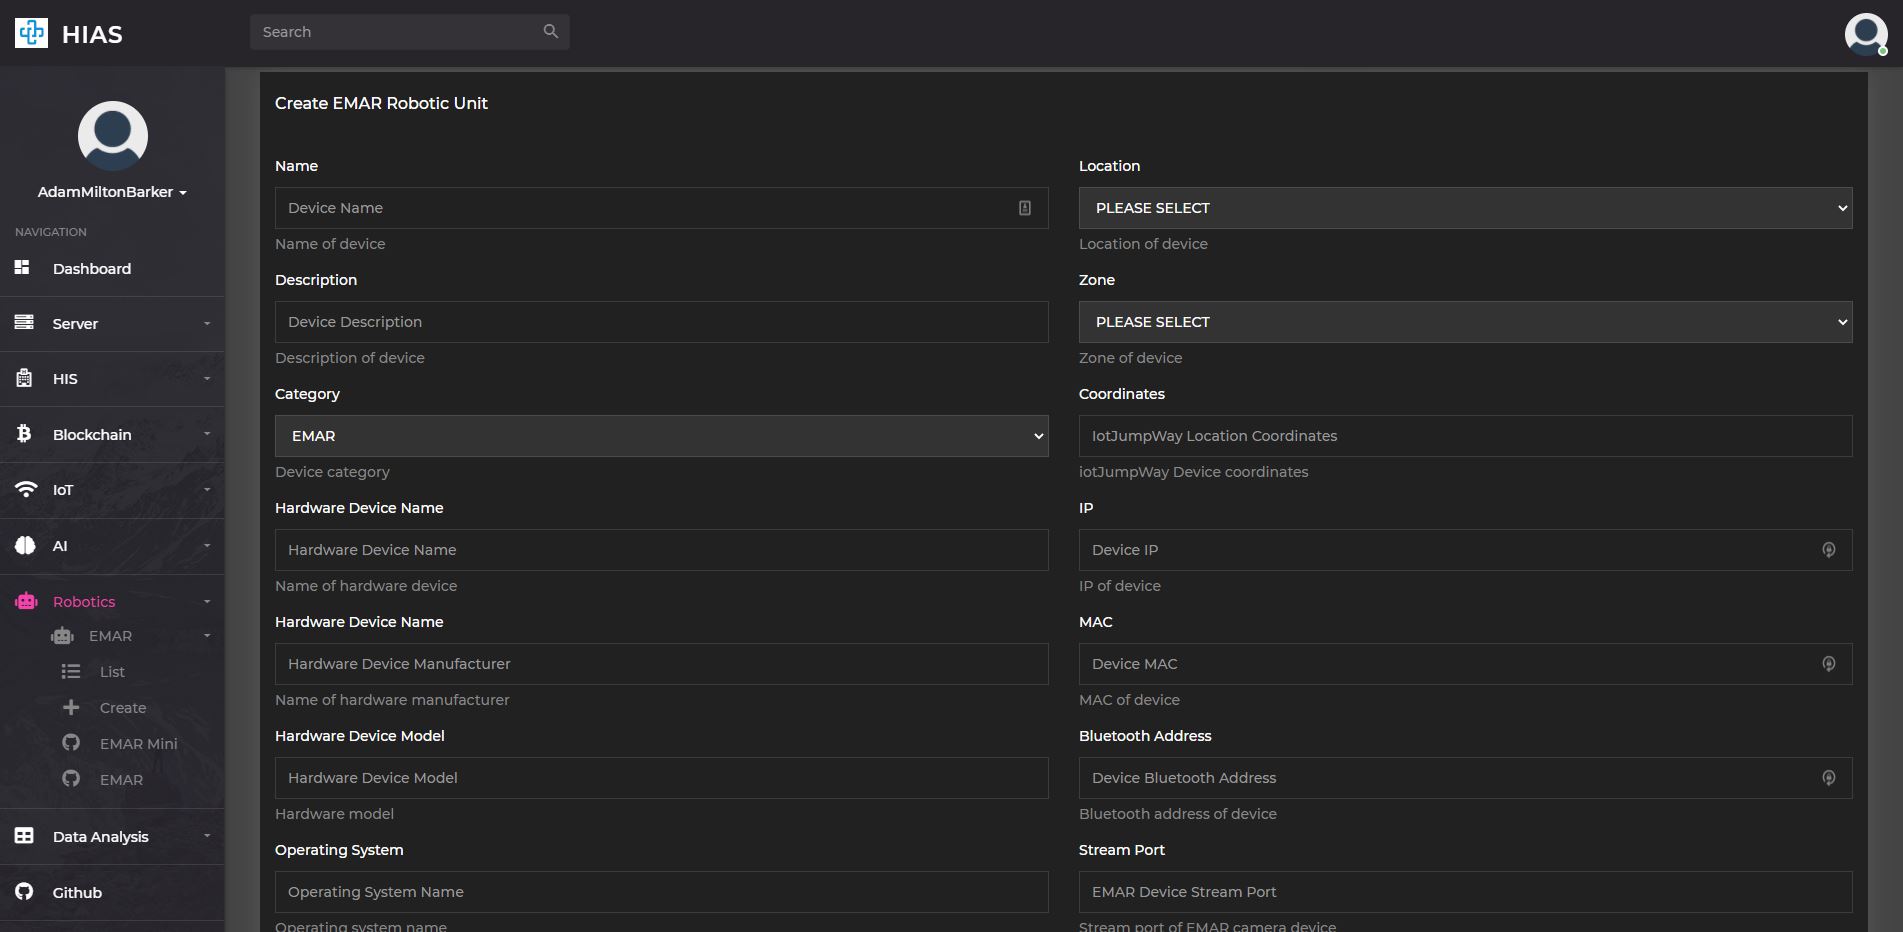 HIAS
Search
AdamMiltonBarker
NAVIGATION
Dashboard
Server
HIS
Blockchain
IoT
AI
Robotics
EMAR
List
Create
EMAR Mini
EMAR
Data Analysis
Github
Create EMAR Robotic Unit
Name
Device Name
Name of device
Description
Device Description
Description of device
Category
EMAR
Device category
Hardware Device Name
Hardware Device Name
Name of hardware device
Hardware Device Name
Hardware Device Manufacturer
Name of hardware manufacturer
Hardware Device Model
Hardware Device Model
Hardware model
Operating System
Operating System Name
Operating system name
Location
PLEASE SELECT
Location of device
Zone
PLEASE SELECT
Zone of device
Coordinates
IotJumpWay Location Coordinates
iotJumpWay Device coordinates
IP
Device IP
IP of device
MAC
Device MAC
MAC of device
Bluetooth Address
Device Bluetooth Address
Bluetooth address of device
Stream Port
EMAR Device Stream Port
Stream port of EMAR camera device